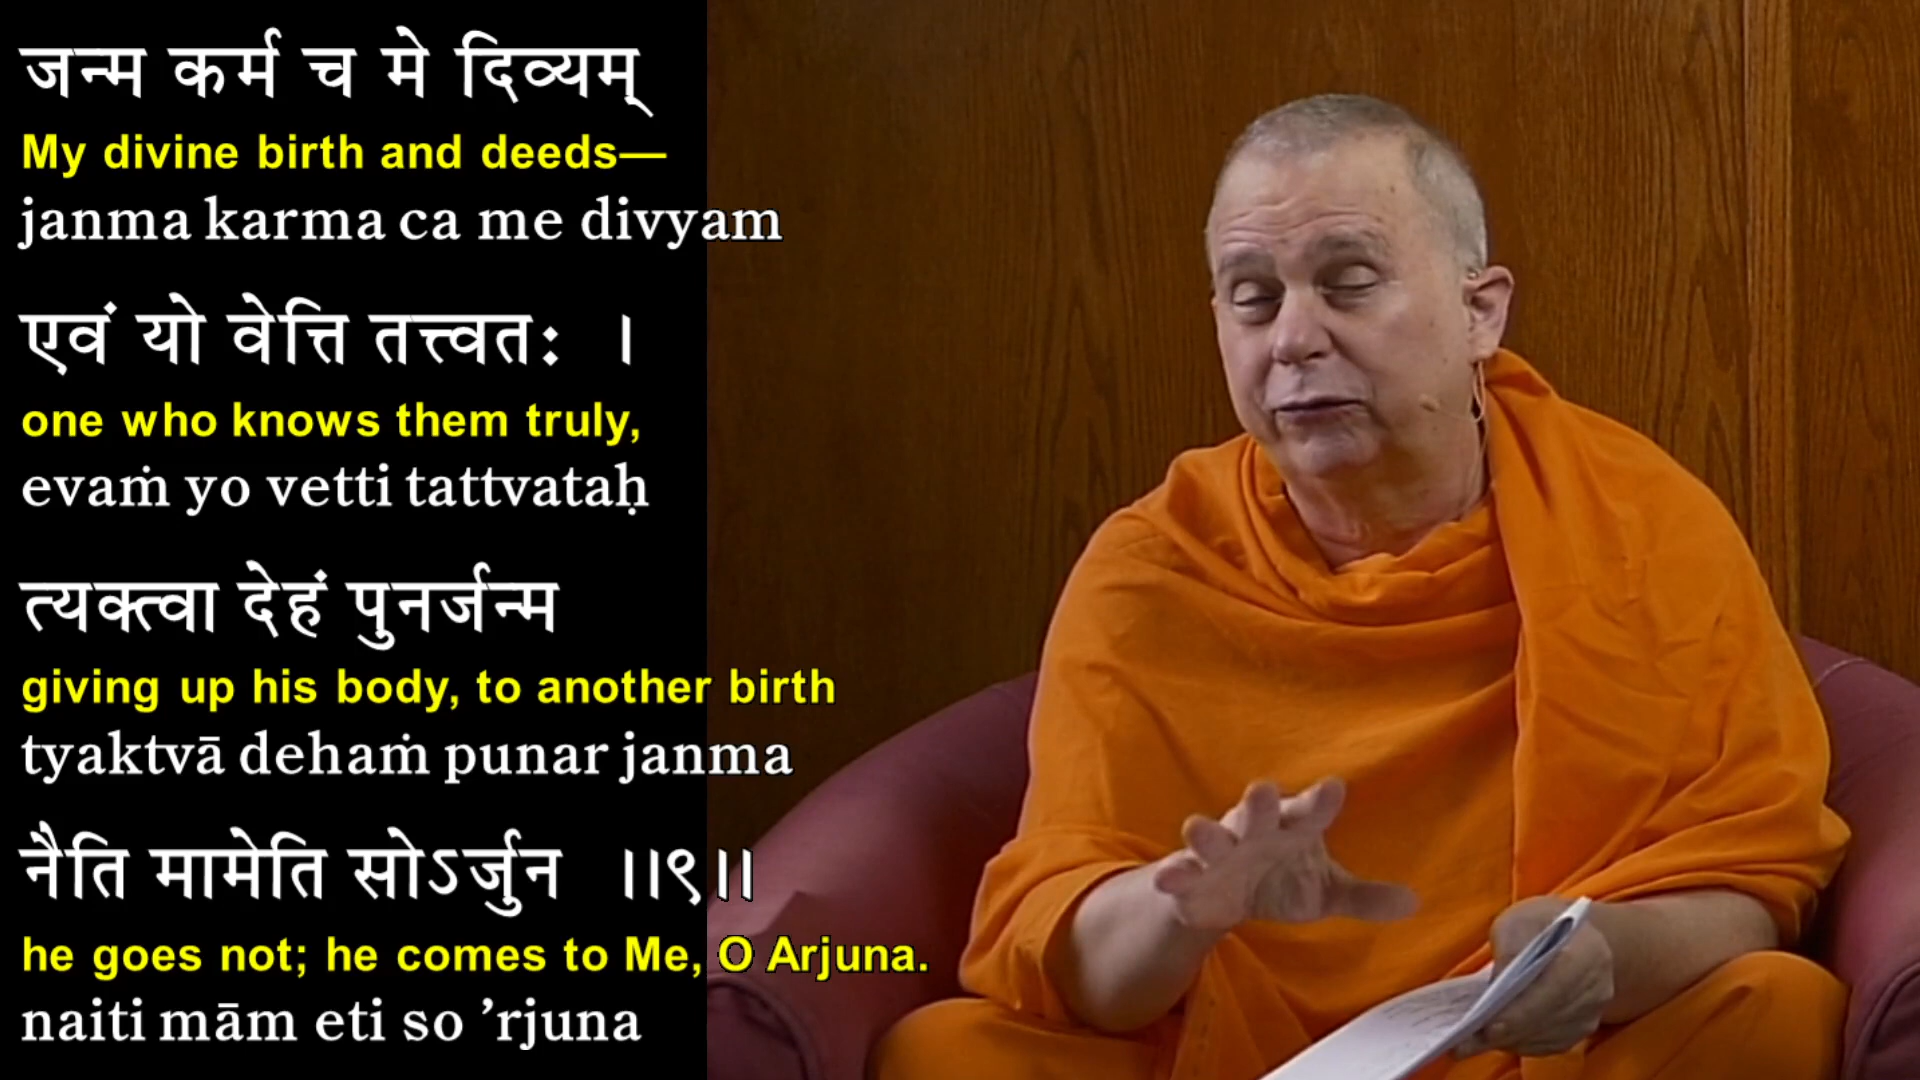 जन्म कर्म च मे दिव्यम्
My divine birth and deeds—
janma karma ca me divyam
एवं यो वेत्ति तत्त्वतः ।
one who knows them truly,
evaṁ yo vetti tattvataḥ
त्यक्त्वा देहं पुनर्जन्म
giving up his body, to another birth
tyaktvā dehaṁ punar janma
नैति मामेति सोऽर्जुन ॥९॥
he goes not; he comes to Me, O Arjuna.
naiti mām eti so ’rjuna